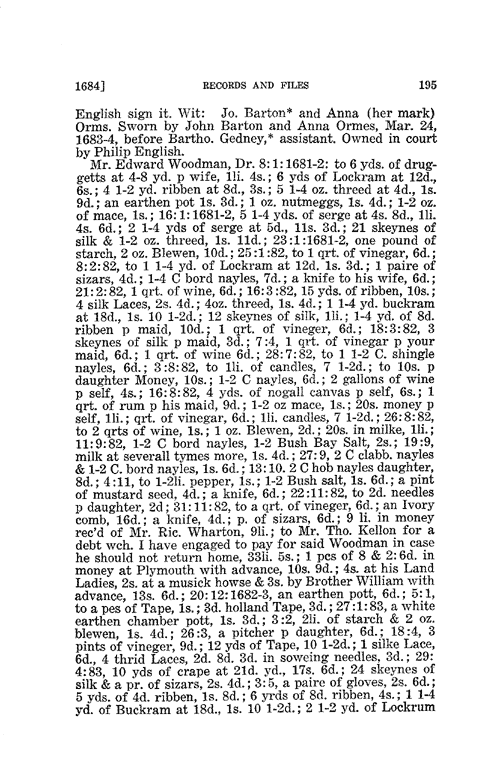 1684] RECORDS AND FILES 195
English sign it. Wit: Jo. Barton* and Anna (her mark)
Orms. Sworn by John Barton and Anna Ormes, Mar. 24,
1683-4, before Bartho. Gedney,* assistant. Owned in court
by Philip English.
Mr. Edward Woodman, Dr. 8:1:1681-2: to 6 yds. of drug-
getts at 4-8 yd. p wife, 1li. 4s.; 6 yds of Lockram at 12d.,
6s.; 4 1-2 yd. ribben at 8d., 3s.; 5 1-4 oz. threed at 4d., 1s.
9d.; an earthen pot 1s. 3d.; 1 oz. nutmeggs, 1s. 4d.; 1-2 oz.
of mace, 1s.; 16:1:1681-2, 5 1-4 yds. of serge at 4s. 8d., 1li.
4s. 6d.; 2 1-4 yds of serge at 5d., 11s. 3d.; 21 skeynes of
silk & 1-2 oz. threed, 1s. 11d.; 23:1:1681-2, one pound of
starch, 2 oz. Blewen, 10d.; 25:1:82, to 1 qrt. of vinegar, 6d.;
8:2:82, to 1 1-4 yd. of Lockram at 12d. 1s. 3d.; 1 paire of
sizars, 4d.; 1-4 C bord nayles, 7d.; a knife to his wife, 6d.;
21:2:82, 1 qrt. of wine, 6d.; 16:3:82, 15 yds. of ribben, 10s.;
4 silk Laces, 2s. 4d.; 4oz. threed, 1s. 4d.; 1 1-4 yd. buckram
at 18d., 1s. 10 1-2d.; 12 skeynes of silk, 1li.; 1-4 yd. of 8d.
ribben p maid, 10d.; 1 qrt. of vineger, 6d.; 18:3:82, 3
skeynes of silk p maid, 3d.; 7:4, 1 qrt. of vinegar p your
maid, 6d.; 1 qrt. of wine 6d.; 28:7:82, to 1 1-2 C. shingle
nayles, 6d.; 3:8:82, to 1li. of candles, 7 1-2d.; to 10s. p
daughter Money, 10s.; 1-2 C nayles, 6d.; 2 gallons of wine
p self, 4s.; 16:8:82, 4 yds. of nogall canvas p self, 6s.; 1
qrt. of rum p his maid, 9d.; 1-2 oz mace, 1s.; 20s. money p
self, 1li.; qrt. of vinegar, 6d.; 1li. candles, 7 1-2d.; 26:8:82,
to 2 qrts of wine, 1s.; 1 oz. Blewen, 2d.; 20s. in milke, 1li.;
11:9:82, 1-2 C bord nayles, 1-2 Bush Bay Salt, 2s.; 19:9,
milk at severall tymes more, 1s. 4d.; 27:9, 2 C clabb. nayles
& 1-2 C. bord nayles, 1s. 6d.; 13:10. 2 C hob nayles daughter,
8d.; 4:11, to 1-2li. pepper, 1s.; 1-2 Bush salt, 1s. 6d.; a pint
of mustard seed, 4d.; a knife, 6d.; 22:11:82, to 2d. needles
p daughter, 2d; 31:11:82, to a qrt. of vineger, 6d.; an Ivory
comb, 16d.; a knife, 4d.; p. of sizars, 6d.; 9 li. in money
rec'd of Mr. Ric. Wharton, 9li.; to Mr. Tho. Kellon for a
debt wch. I have engaged to pay for said Woodman in case
he should not return home, 33li. 5s.; 1 pcs of 8 & 2:6d. in
money at Plymouth with advance, 10s. 9d.; 4s. at his Land
Ladies, 2s. at a musick howse & 3s. by Brother William with
advance, 13s. 6d.; 20:12:1682-3, an earthen pott, 6d.; 5:1,
to a pes of Tape, 1s.; 3d. holland Tape, 3d.; 27:1:83, a white
earthen chamber pott, 1s. 3d.; 3:2, 2li. of starch & 2 oz.
blewen, 1s. 4d.; 26:3, a pitcher p daughter, 6d.; 18:4, 3
pints of vineger, 9d.; 12 yds of Tape, 10 1-2d.; 1 silke Lace,
6d., 4 thrid Laces, 2d. 8d. 3d. in soweing needles, 3d.; 29:
4:83, 10 yds of crape at 21d. yd., 17s. 6d.; 24 skeynes of
silk & a pr. of sizars, 2s. 4d.; 3:5, a paire of gloves, 2s. 6d.;
5 yds. of 4d. ribben, 1s. 8d.; 6 yrds of 8d. ribben, 4s.; 1 1-4
yd. of Buckram at 18d., 1s. 10 1-2d.; 2 1-2 yd. of Lockrum